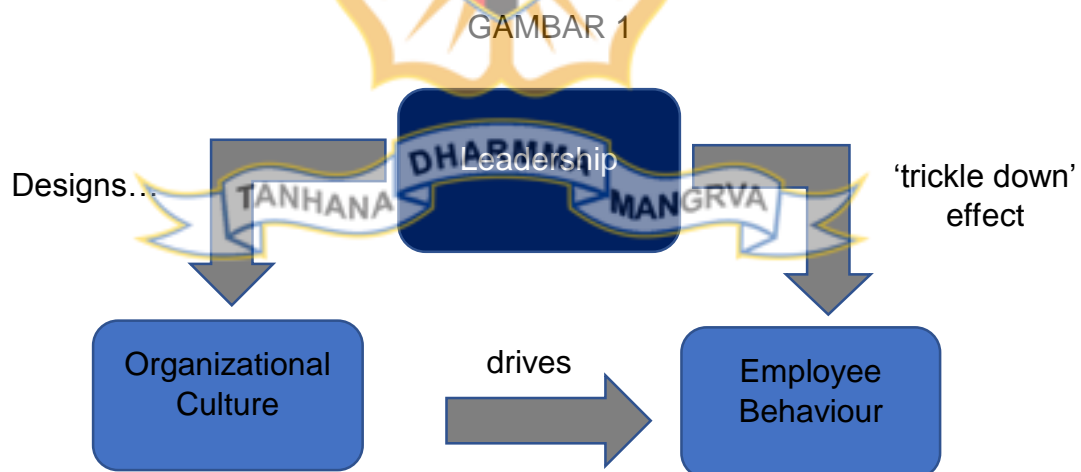 GAMBAR 1
Leadership
DHARMMA
TANHANA
MANGRVA
Designs…
'trickle down'
effect
Organizational
Culture
drives
Employee
Behaviour